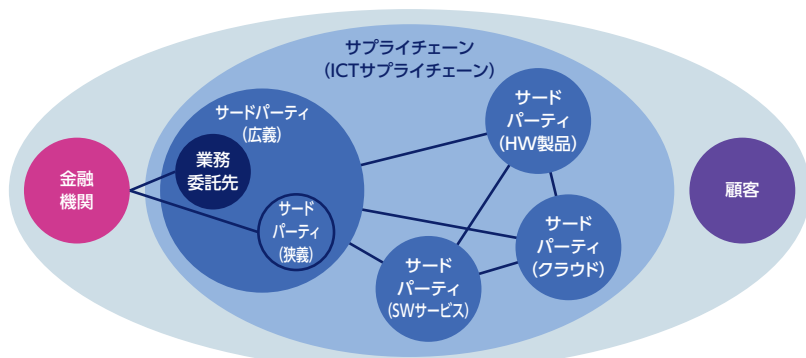 サプライチェーン
(ICTサプライチェーン)
サードパーティ
(広義)
業務
委託先
サード
パーティ
(狭義)
金融
機関
サード
パーティ
(HW製品)
サード
パーティ
(クラウド)
サード
パーティ
(SWサービス)
顧客